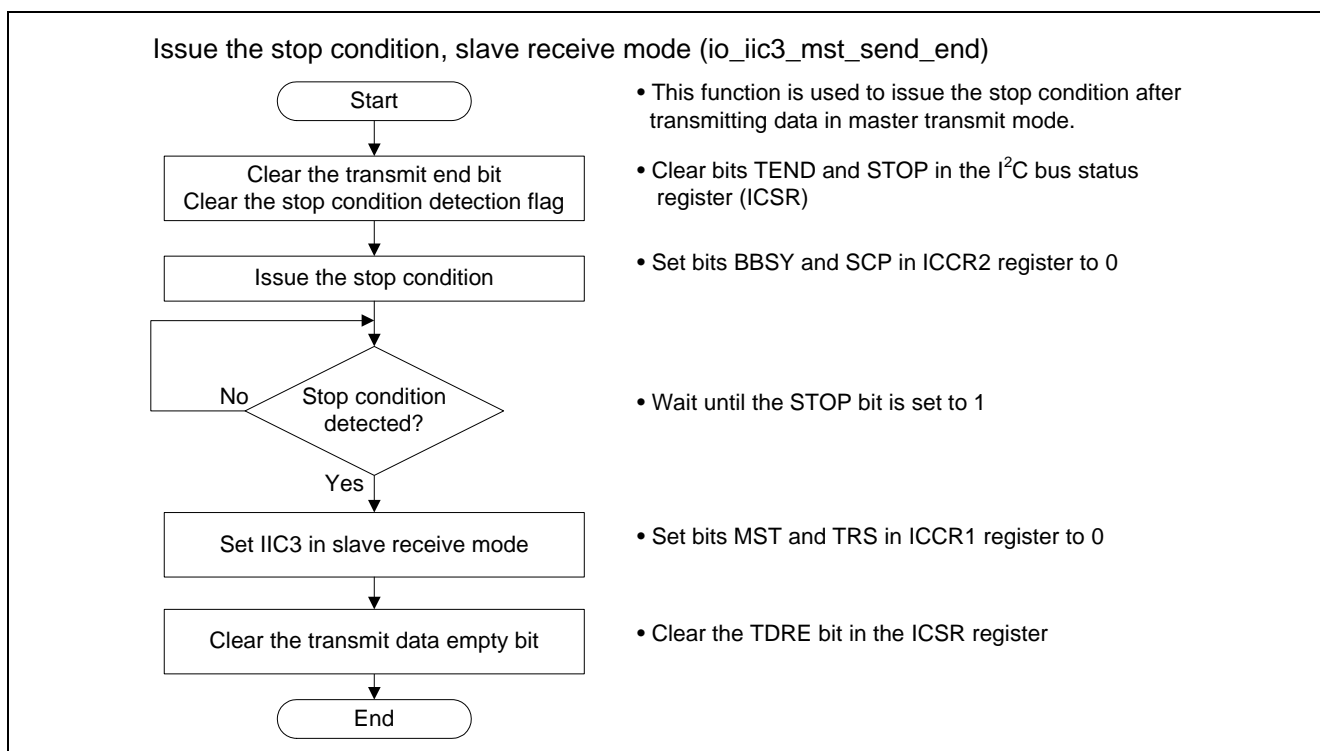 Issue the stop condition, slave receive mode (io_iic3_mst_send_end)
Start
• This function is used to issue the stop condition after
transmitting data in master transmit mode.
Clear the transmit end bit
Clear the stop condition detection flag
• Clear bits TEND and STOP in the I²C bus status
register (ICSR)
Issue the stop condition
• Set bits BBSY and SCP in ICCR2 register to 0
No
Stop condition
detected?
• Wait until the STOP bit is set to 1
Yes
Set IIC3 in slave receive mode
• Set bits MST and TRS in ICCR1 register to 0
Clear the transmit data empty bit
• Clear the TDRE bit in the ICSR register
End